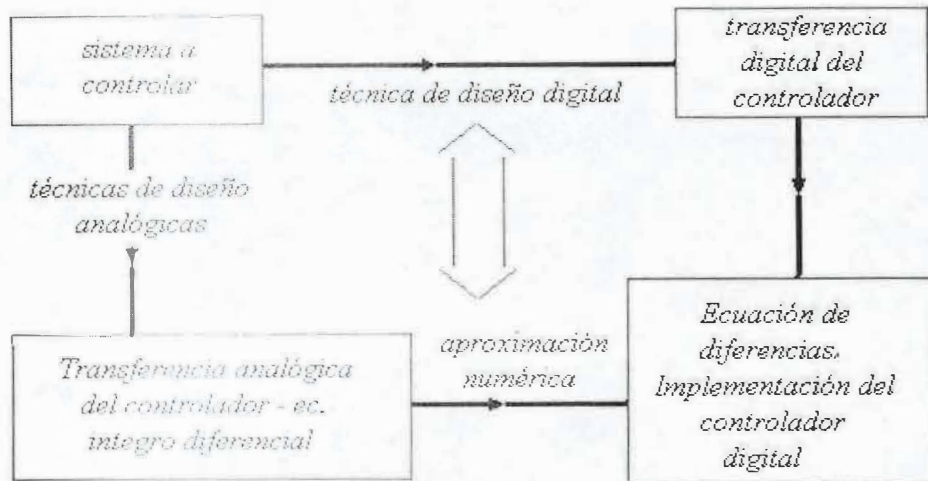 sistema a
controlar
técnica de diseño digital
transferencia
digital del
controlador
técnicas de diseño
analógicas
Transferencia analógica
del controlador - ec.
integro diferencial
aproximación
numérica
Ecuación de
diferencias.
Implementación del
controlador
digital